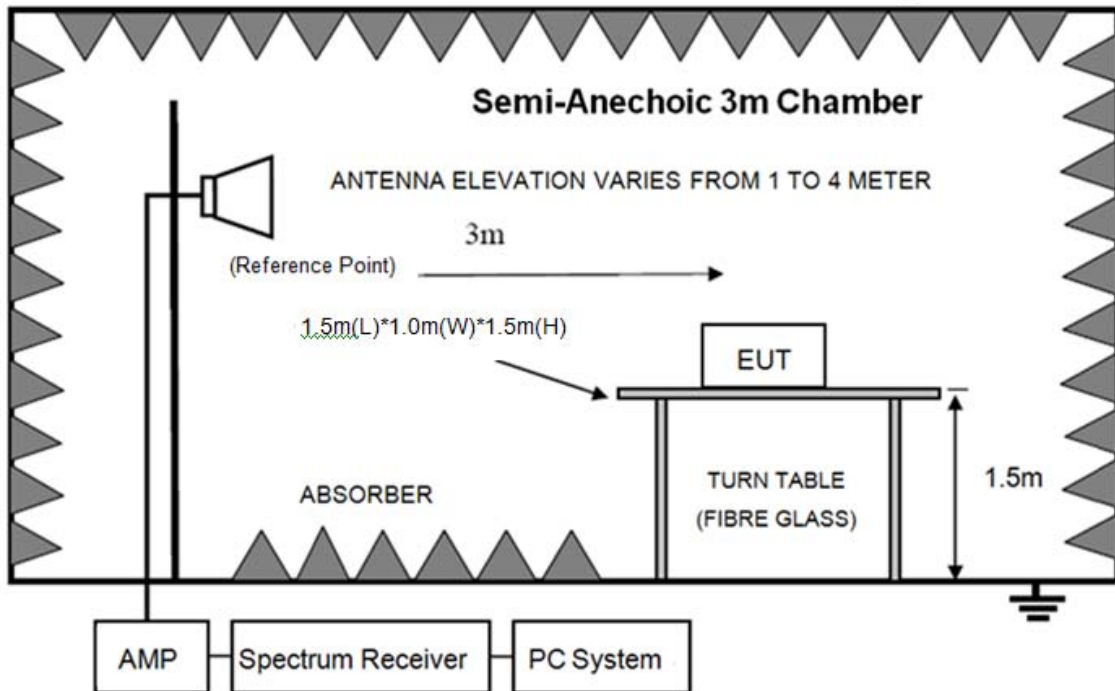 Semi-Anechoic 3m Chamber
ANTENNA ELEVATION VARIES FROM 1 TO 4 METER
3m
(Reference Point)
1.5m(L)*1.0m(W)*1.5m(H)
EUT
ABSORBER
TURN TABLE
(FIBRE GLASS)
1.5m
AMP
Spectrum Receiver
PC System